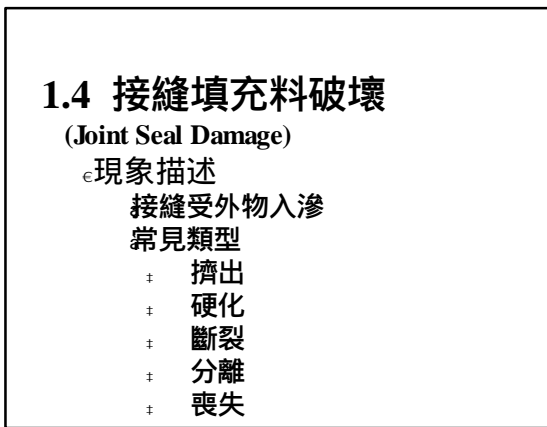 1.4 接縫填充料破壞
(Joint Seal Damage)
€現象描述
接縫受外物入滲
常見類型
‡ 擠出
‡ 硬化
‡ 斷裂
‡ 分離
‡ 喪失